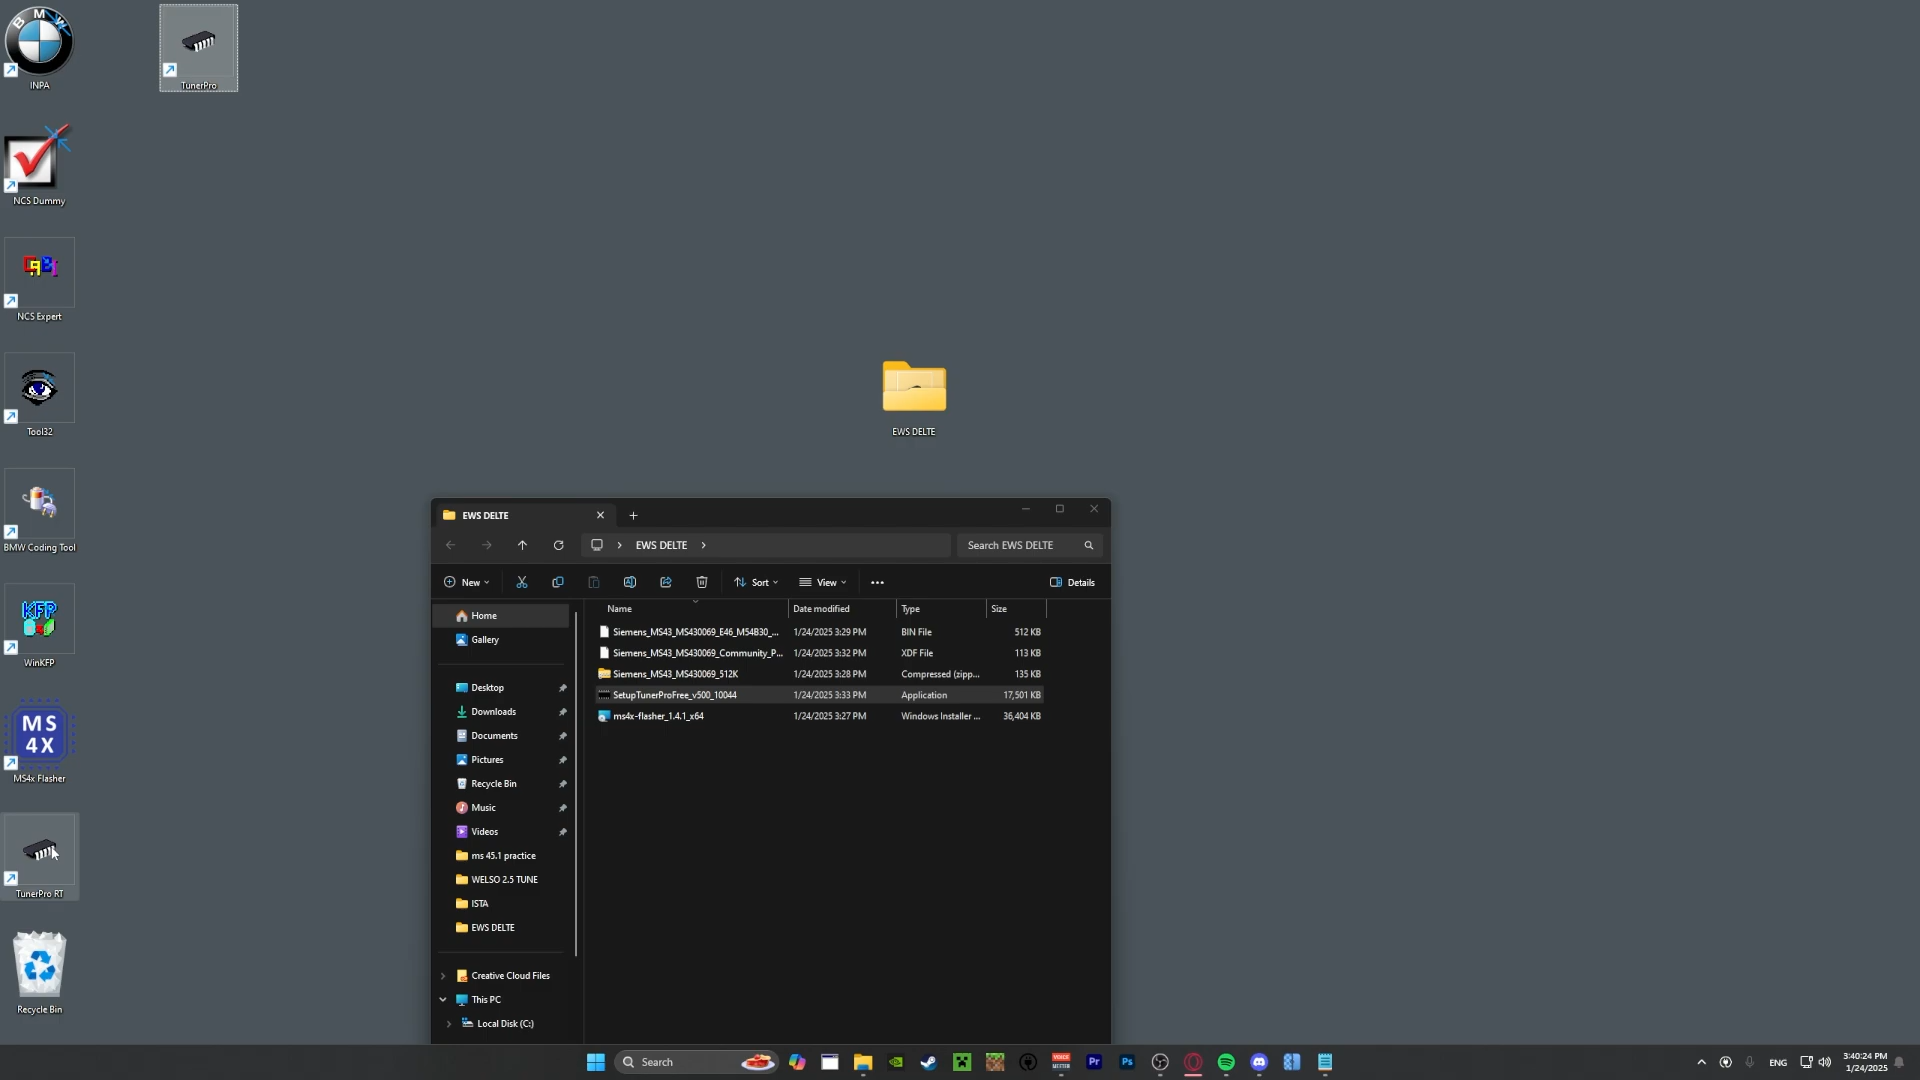 B M W
INPA
TunerPro
NCS Dummy
NCS Expert
Tool32
BMW Coding Tool
KFP
WinKFP
MS
4X
MS4x Flasher
TunerPro RT
Recycle Bin
EWS DELTE
EWS DELTE
EWS DELTE
Search EWS DELTE
New
Sort
View
Details
Name
Date modified
Type
Size
Home
Gallery
Desktop
Downloads
Documents
Pictures
Recycle Bin
Music
Videos
ms 45.1 practice
WELSO 2.5 TUNE
ISTA
EWS DELTE
Creative Cloud Files
This PC
Local Disk (C:)
Siemens_MS43_MS430069_E46_M54B30_... 1/24/2025 3:29 PM BIN File 512 KB
Siemens_MS43_MS430069_Community_P... 1/24/2025 3:32 PM XDF File 113 KB
Siemens_MS43_MS430069_512K 1/24/2025 3:28 PM Compressed (zipp... 135 KB
SetupTunerProFree_v500_10044 1/24/2025 3:33 PM Application 17,501 KB
ms4x-flasher_1.4.1_x64 1/24/2025 3:27 PM Windows Installer ... 36,404 KB
Search
Pr
Ps
ENG
3:40:24 PM
1/24/2025